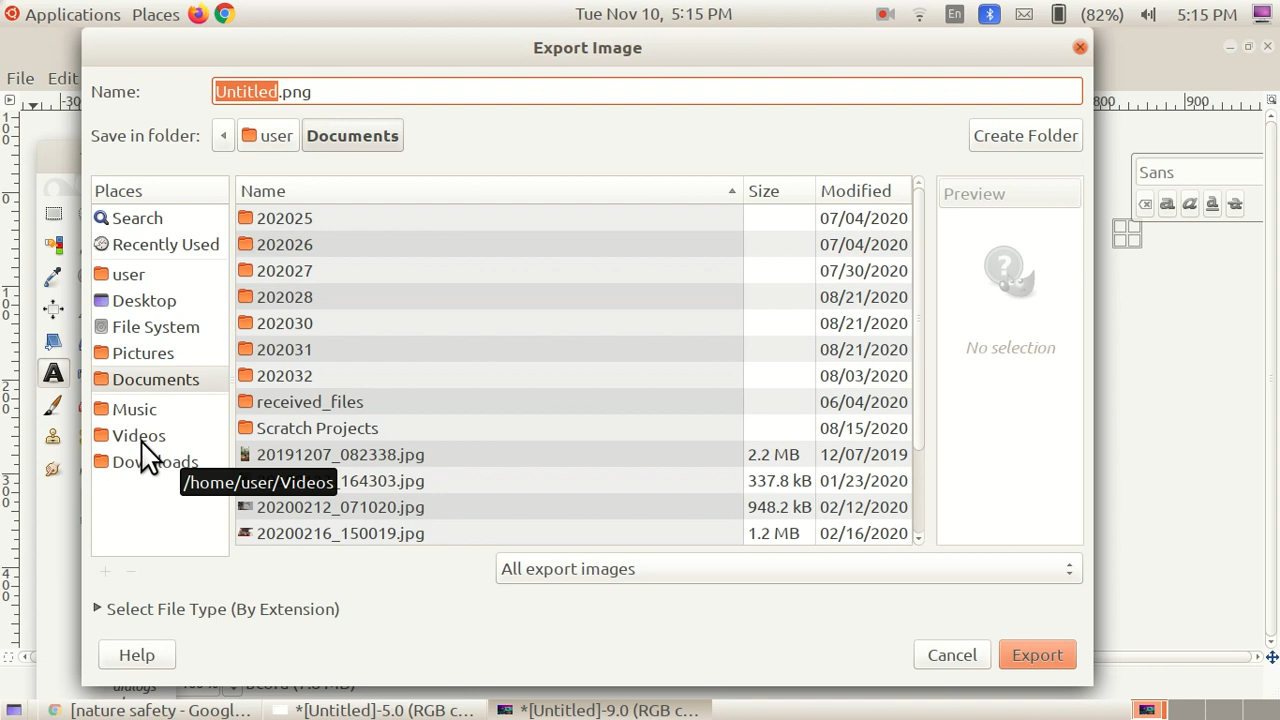 Applications Places Tue Nov 10, 5:15 PM En (82%) 5:15 PM
Export Image
File Edit
Name: Untitled.png
-30 800 900
Save in folder: user Documents Create Folder
Places Name Size Modified Preview
Sans
Search 202025 07/04/2020
Recently Used 202026 07/04/2020
user 202027 07/30/2020
Desktop 202028 08/21/2020
File System 202030 08/21/2020
Pictures 202031 08/21/2020 No selection
Documents 202032 08/03/2020
Music received_files 06/04/2020
Videos Scratch Projects 08/15/2020
Downloads 20191207_082338.jpg 2.2 MB 12/07/2019
/home/user/Videos _164303.jpg 337.8 kB 01/23/2020
20200212_071020.jpg 948.2 kB 02/12/2020
20200216_150019.jpg 1.2 MB 02/16/2020
All export images
Select File Type (By Extension)
Help Cancel Export
dialogs
[nature safety - Googl... *[Untitled]-5.0 (RGB c... *[Untitled]-9.0 (RGB c...